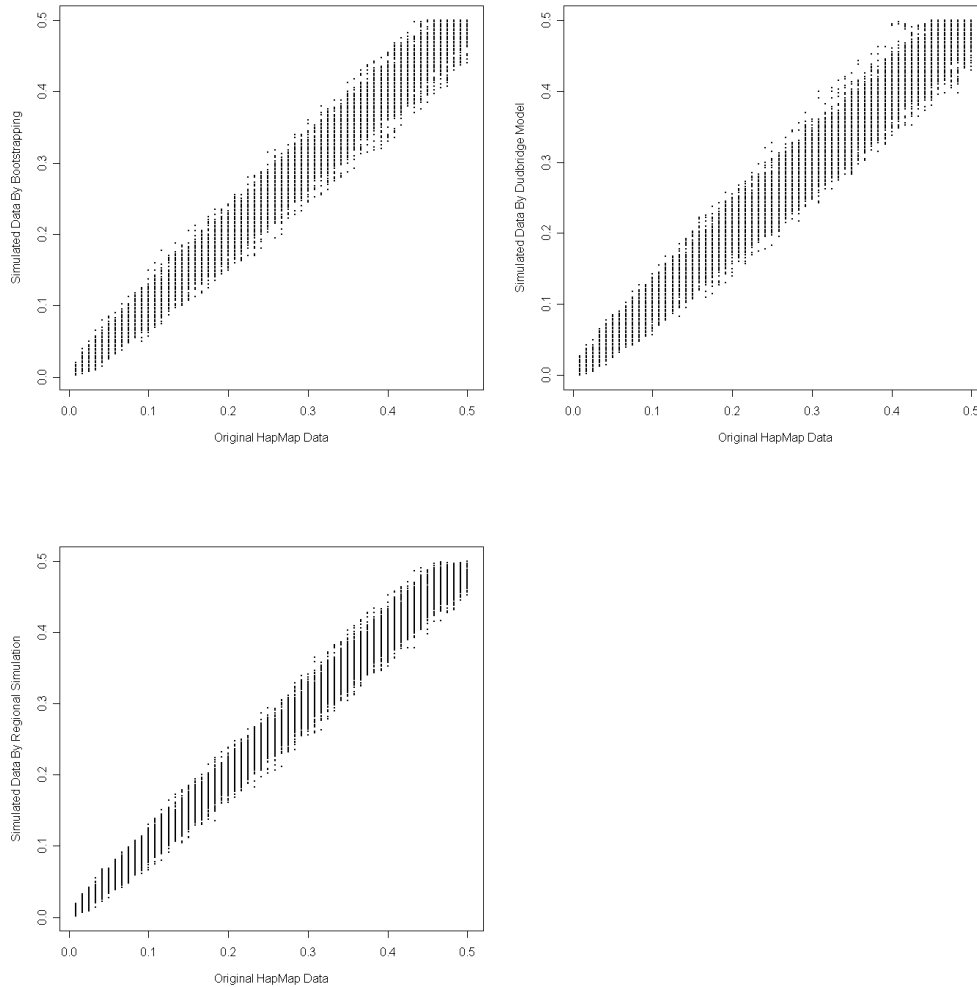 0.5
0.4
0.3
0.2
0.1
0.0
Simulated Data By Bootstrapping
0.0 0.1 0.2 0.3 0.4 0.5
Original HapMap Data
0.5
0.4
0.3
0.2
0.1
0.0
Simulated Data By Dudbridge Model
0.0 0.1 0.2 0.3 0.4 0.5
Original HapMap Data
0.5
0.4
0.3
0.2
0.1
0.0
Simulated Data By Regional Simulation
0.0 0.1 0.2 0.3 0.4 0.5
Original HapMap Data